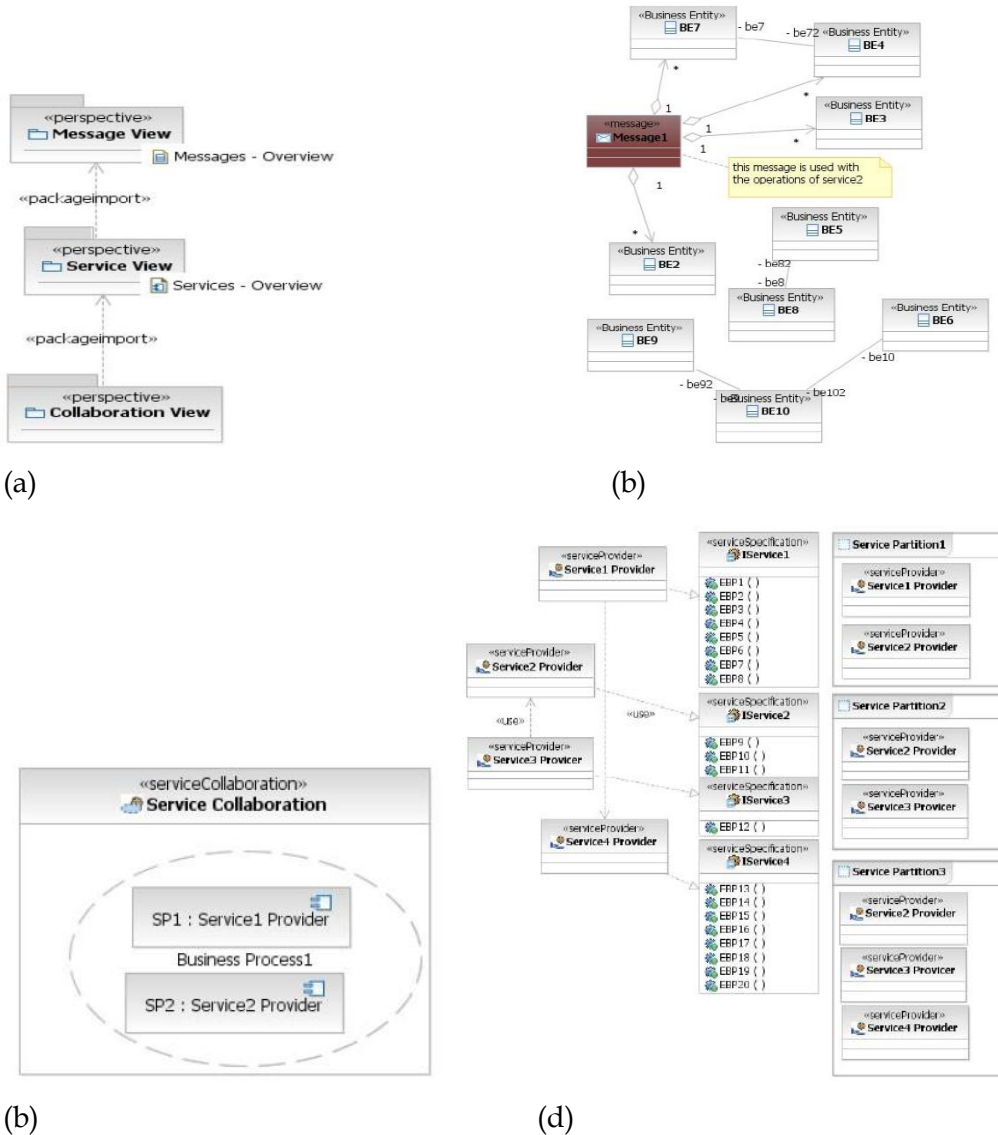 «perspective»
Message View
Messages - Overview
«packageimport»
«perspective»
Service View
Services - Overview
«packageimport»
«perspective»
Collaboration View
(a)
«Business Entity»
BE7
- be7
- be72
«Business Entity»
BE4
*
1
*
«Business Entity»
BE3
1
*
«message»
Message1
1
this message is used with
the operations of service2
1
*
«Business Entity»
BE2
«Business Entity»
BE5
- be82
- be8
«Business Entity»
BE8
«Business Entity»
BE6
- be10
«Business Entity»
BE9
- be92
- be9
- be102
«Business Entity»
BE10
(b)
«serviceCollaboration»
Service Collaboration
SP1 : Service1 Provider
Business Process1
SP2 : Service2 Provider
(b)
«serviceProvider»
Service1 Provider
«serviceProvider»
Service2 Provider
«use»
«use»
«serviceProvider»
Service3 Provicer
«serviceProvider»
Service4 Provider
«serviceSpecification»
IService1
EBP1 ( )
EBP2 ( )
EBP3 ( )
EBP4 ( )
EBP5 ( )
EBP6 ( )
EBP7 ( )
EBP8 ( )
«serviceSpecification»
IService2
EBP9 ( )
EBP10 ( )
EBP11 ( )
«serviceSpecification»
IService3
EBP12 ( )
«serviceSpecification»
IService4
EBP13 ( )
EBP14 ( )
EBP15 ( )
EBP16 ( )
EBP17 ( )
EBP18 ( )
EBP19 ( )
EBP20 ( )
Service Partition1
«serviceProvider»
Service1 Provider
«serviceProvider»
Service2 Provider
Service Partition2
«serviceProvider»
Service2 Provider
«serviceProvider»
Service3 Provicer
Service Partition3
«serviceProvider»
Service2 Provider
«serviceProvider»
Service3 Provicer
«serviceProvider»
Service4 Provider
(d)